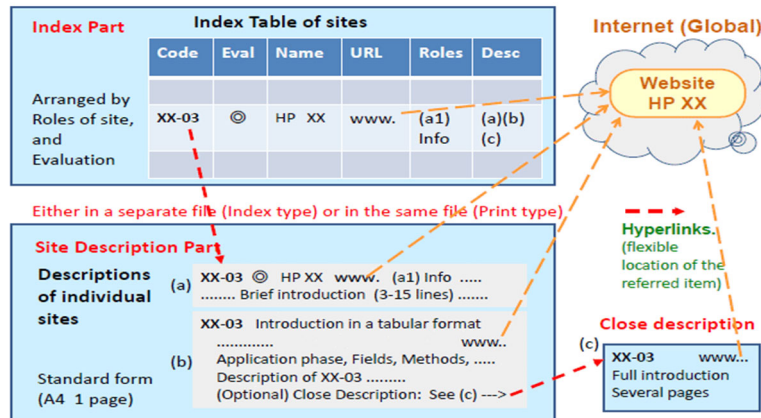 Index Part
Index Table of sites
Internet (Global)
Code Eval Name URL Roles Desc
Website
HP XX
Arranged by
Roles of site,
and
Evaluation
XX-03 ◎ HP XX www. (a1) (a)(b)
Info (c)
Either in a separate file (Index type) or in the same file (Print type)
Site Description Part
Hyperlinks.
(flexible
location of the
referred item)
Descriptions
of individual
sites
(a) XX-03 ◎ HP XX www. (a1) Info .....
........ Brief introduction (3-15 lines) .......
XX-03 Introduction in a tabular format
............. www..
(b) Application phase, Fields, Methods, .....
Description of XX-03 .........
(Optional) Close Description: See (c) --->
Standard form
(A4 1 page)
Close description
(c)
XX-03 www...
Full introduction
Several pages